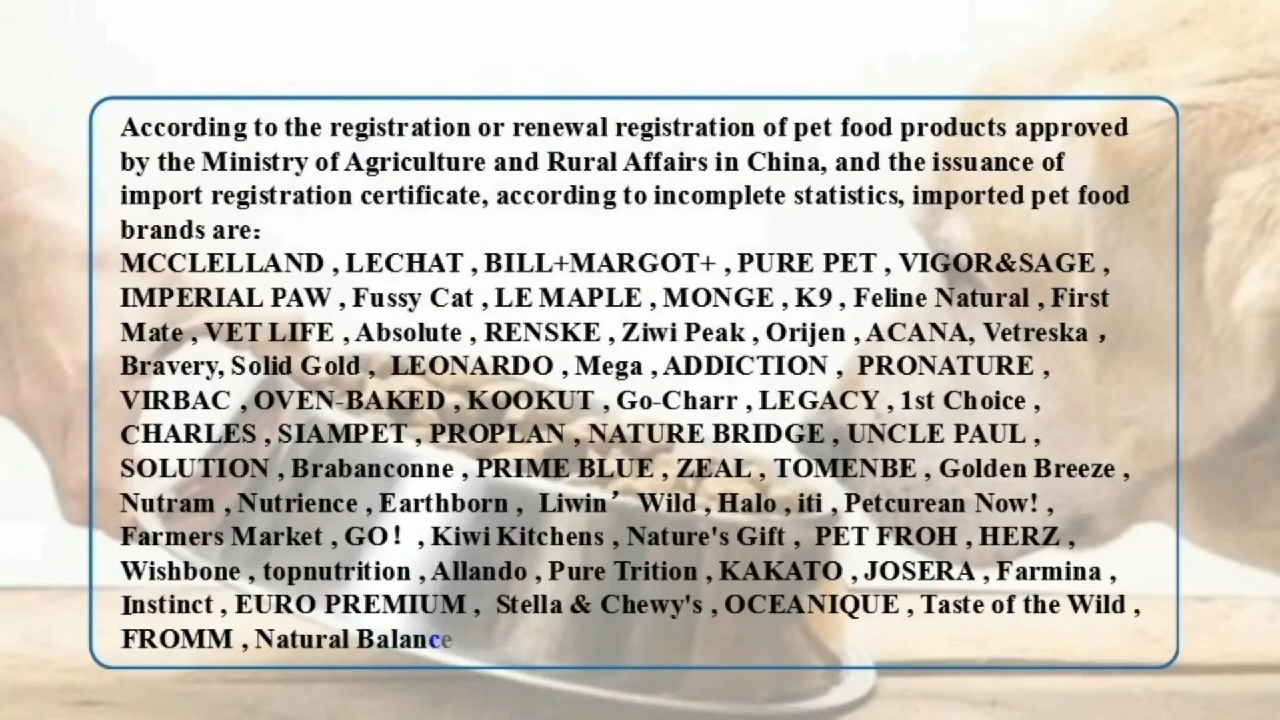 According to the registration or renewal registration of pet food products approved
by the Ministry of Agriculture and Rural Affairs in China, and the issuance of
import registration certificate, according to incomplete statistics, imported pet food
brands are：
MCCLELLAND , LECHAT , BILL+MARGOT+ , PURE PET , VIGOR&SAGE ,
IMPERIAL PAW , Fussy Cat , LE MAPLE , MONGE , K9 , Feline Natural , First
Mate , VET LIFE , Absolute , RENSKE , Ziwi Peak , Orijen , ACANA, Vetreska ，
Bravery, Solid Gold , LEONARDO , Mega , ADDICTION , PRONATURE ,
VIRBAC , OVEN-BAKED , KOOKUT , Go-Charr , LEGACY , 1st Choice ,
CHARLES , SIAMPET , PROPLAN , NATURE BRIDGE , UNCLE PAUL ,
SOLUTION , Brabanconne , PRIME BLUE , ZEAL , TOMENBE , Golden Breeze ,
Nutram , Nutrience , Earthborn , Liwin’ Wild , Halo , iti , Petcurean Now! ,
Farmers Market , GO！ , Kiwi Kitchens , Nature's Gift , PET FROH , HERZ ,
Wishbone , topnutrition , Allando , Pure Trition , KAKATO , JOSERA , Farmina ,
Instinct , EURO PREMIUM , Stella & Chewy's , OCEANIQUE , Taste of the Wild ,
FROMM , Natural Balance